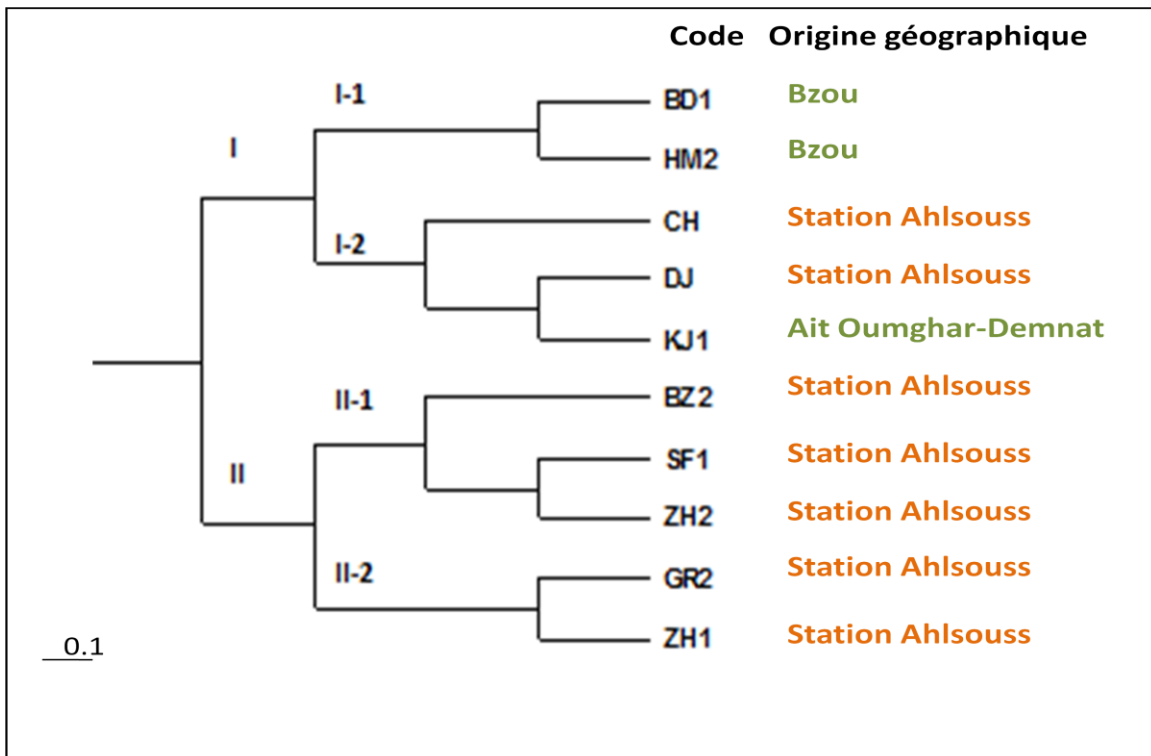 Code Origine géographique
I-1
BD1 Bzou
I
HM2 Bzou
CH Station Ahlsouss
I-2
DJ Station Ahlsouss
KJ1 Ait Oumghar-Demnat
II-1
BZ2 Station Ahlsouss
II
SF1 Station Ahlsouss
ZH2 Station Ahlsouss
II-2
GR2 Station Ahlsouss
0.1
ZH1 Station Ahlsouss